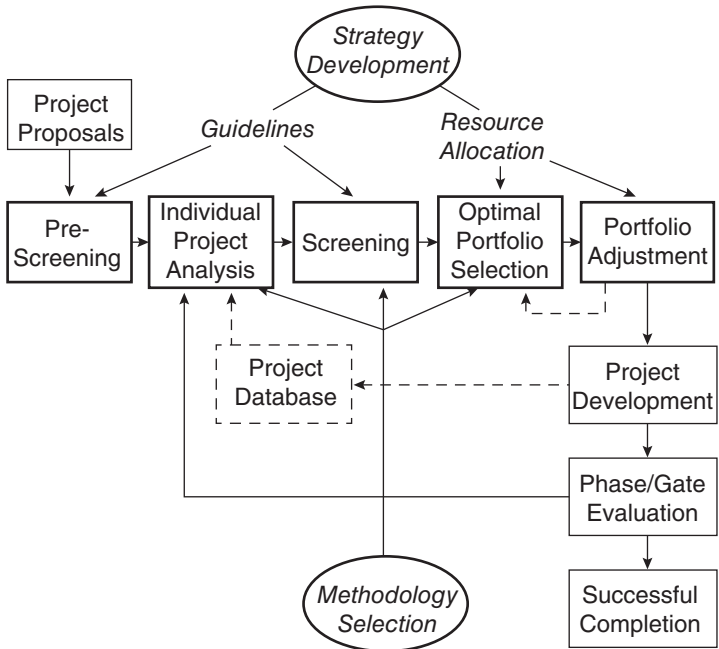 Strategy
Development
Project
Proposals
Guidelines
Resource
Allocation
Pre-
Screening
Individual
Project
Analysis
Screening
Optimal
Portfolio
Selection
Portfolio
Adjustment
Project
Database
Project
Development
Phase/Gate
Evaluation
Methodology
Selection
Successful
Completion